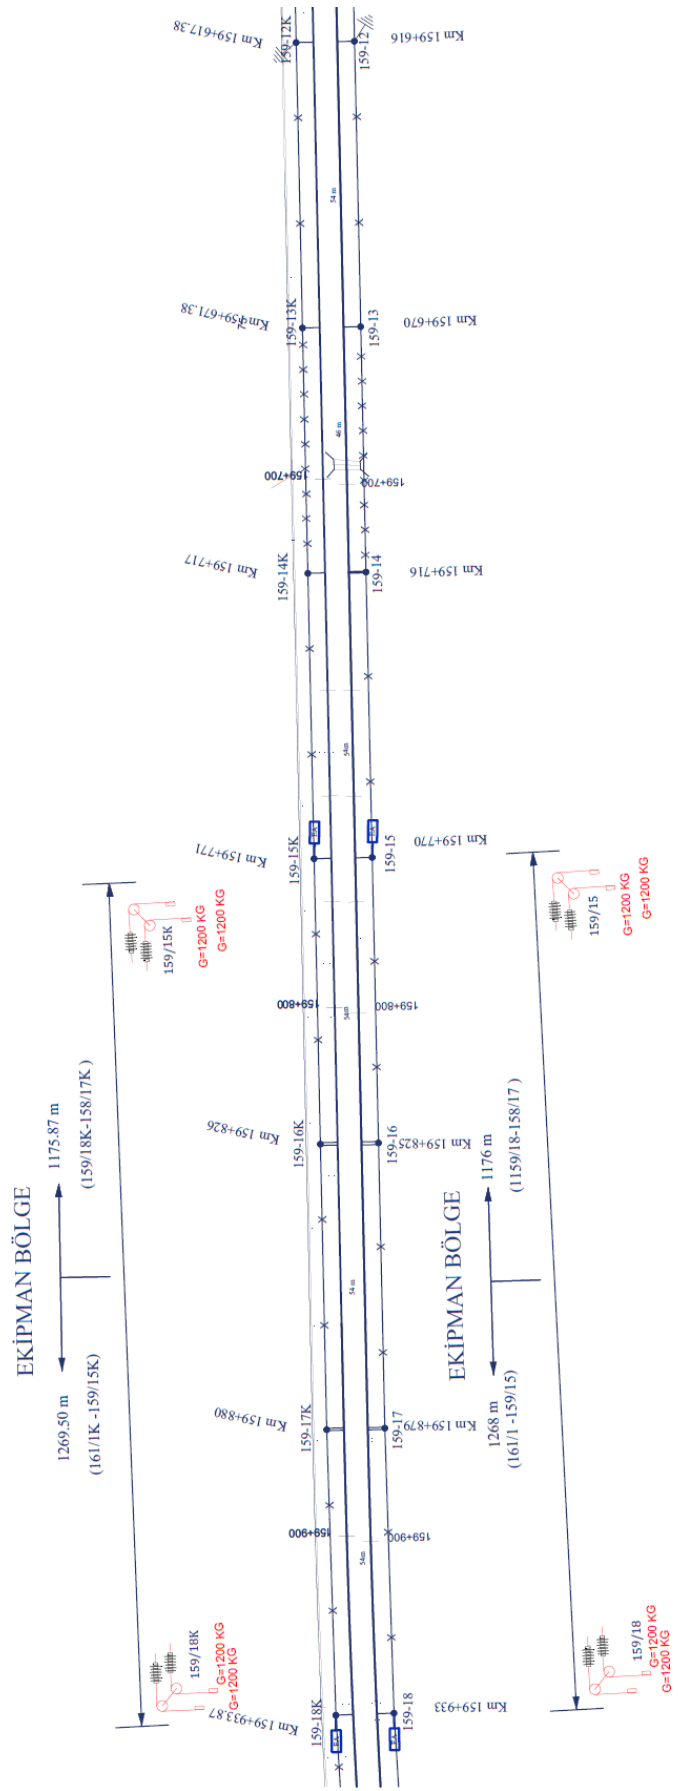 Km 159+617.38
159-12K
159-12
Km 159+616
54 m
Km 159+671.38
159-13K
159-13
Km 159+670
46 m
159+700
159+700
Km 159+717
159-14K
159-14
Km 159+716
54m
Km 159+771
159-15K
159-15
Km 159+770
159/15K
G=1200 KG
G=1200 KG
159/15
G=1200 KG
G=1200 KG
159+800
54m
159+800
Km 159+826
159-16K
159-16
Km 159+825
EKİPMAN BÖLGE
1269.50 m
1175.87 m
(161/1K -159/15K)
(159/18K-158/17K )
EKİPMAN BÖLGE
1268 m
1176 m
(161/1 -159/15)
(1159/18-158/17 )
54 m
Km 159+880
159-17K
159-17
Km 159+879
159+900
54m
159+900
159/18K
G=1200 KG
G=1200 KG
159/18
G=1200 KG
G=1200 KG
Km 159+933.87
159-18K
159-18
Km 159+933